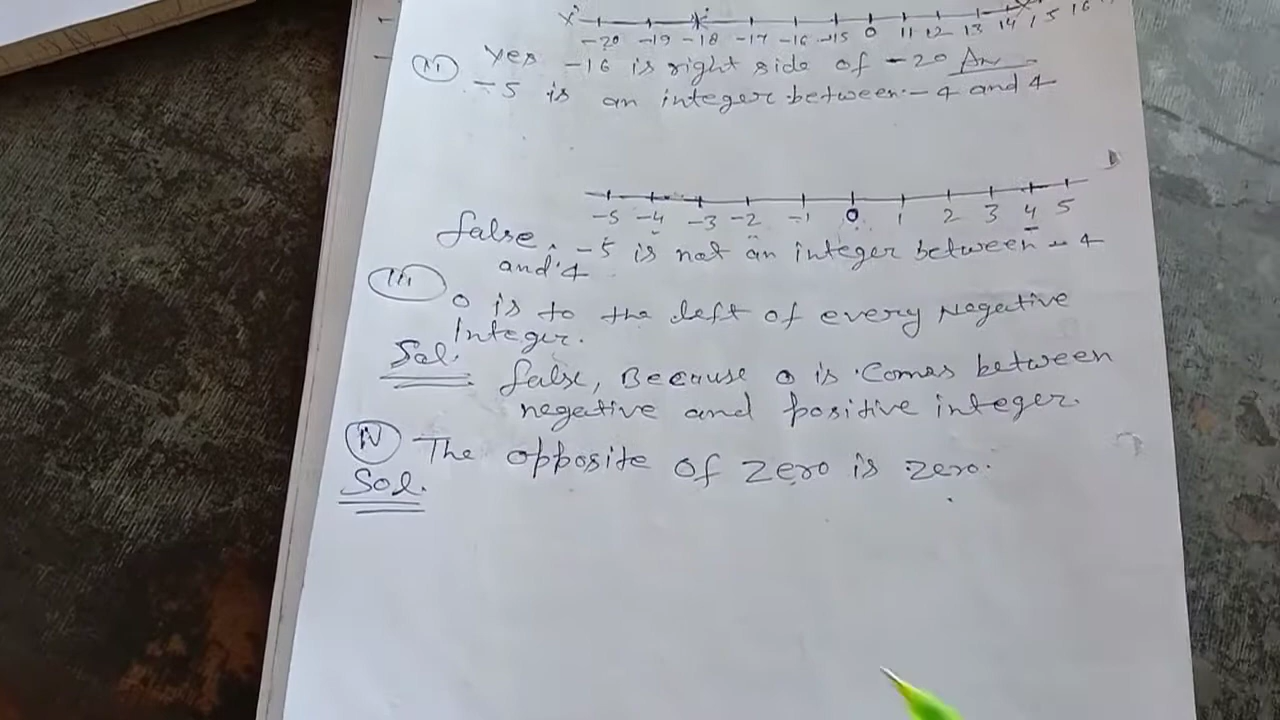 -20 -19 -18 -17 -16 -15 0 11 12 13 14 15 16
Yes -16 is right side of -20 An
-5 is an integer between -4 and 4
-5 -4 -3 -2 -1 0 1 2 3 4 5
false. -5 is not an integer between -4
and 4
(III) 0 is to the left of every Negative
Integer.
Sol. false, Because 0 is comes between
negative and positive integer.
(IV) The opposite of zero is zero.
Sol.